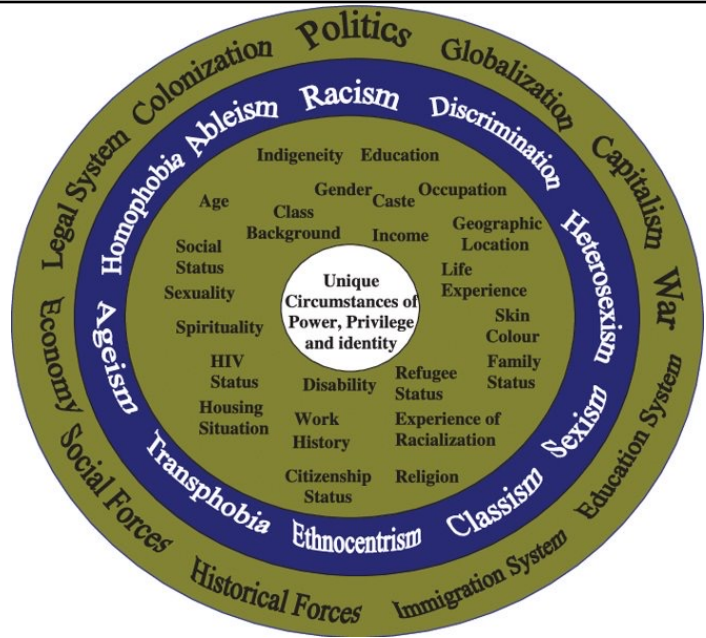 Politics
Globalization
Capitalism
War
Education System
Immigration System
Historical Forces
Social Forces
Economy
Legal System
Colonization
Racism
Discrimination
Heterosexism
Sexism
Classism
Ethnocentrism
Transphobia
Ageism
Homophobia
Ableism
Indigeneity
Education
Age
Gender
Caste
Occupation
Class
Background
Income
Geographic
Location
Social
Status
Life
Experience
Sexuality
Skin
Colour
Spirituality
Family
Status
HIV
Status
Disability
Refugee
Status
Housing
Situation
Work
History
Experience of
Racialization
Citizenship
Status
Religion
Unique
Circumstances of
Power, Privilege
and identity